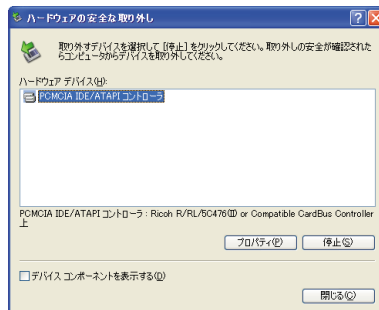 ハードウェアの安全な取り外し
取り外すデバイスを選択して [停止] をクリックしてください。取り外しの安全が確認された
らコンピュータからデバイスを取り外してください。
ハードウェア デバイス(H):
PCMCIA IDE/ATAPI コントローラ
PCMCIA IDE/ATAPI コントローラ : Ricoh R/RL/5C476(II) or Compatible CardBus Controller
上
プロパティ(P)
停止(S)
デバイス コンポーネントを表示する(D)
閉じる(C)